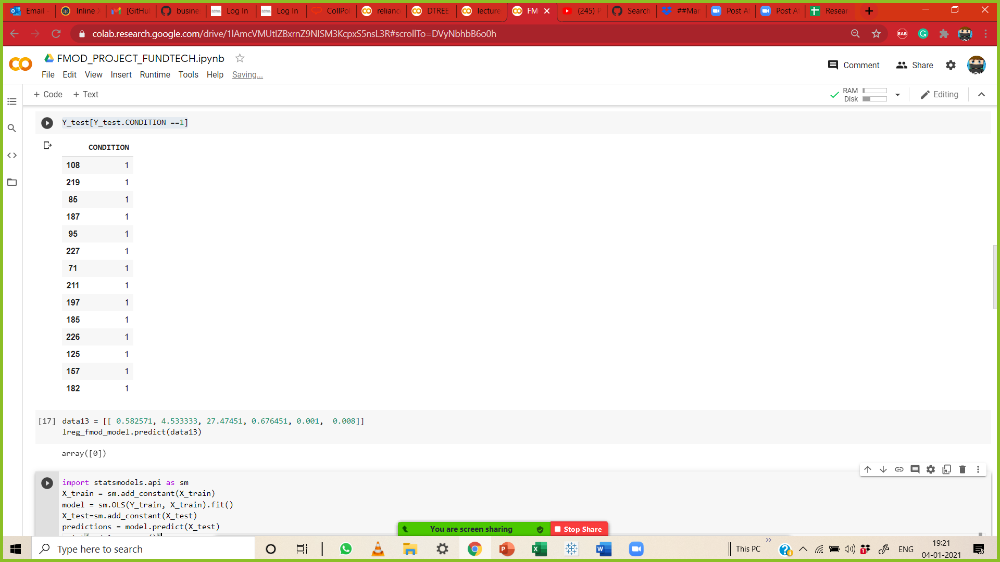 Email -
Inline
[GitHu
busine
Log In
Log In
CollPol
relianc
DTREE
lecture
FM
(245) P
Search
##Mar
Post A
Post A
Resear
colab.research.google.com/drive/1lAmcVMUtIZBxrnZ9NISM3KcpxS5nsL3R#scrollTo=DVyNbhbB6o0h
EAB
FMOD_PROJECT_FUNDTECH.ipynb
File Edit View Insert Runtime Tools Help Saving...
Comment Share
+ Code + Text
RAM
Disk
Editing
Y_test[Y_test.CONDITION ==1]
CONDITION
108 1
219 1
85 1
187 1
95 1
227 1
71 1
211 1
197 1
185 1
226 1
125 1
157 1
182 1
[17] data13 = [[ 0.582571, 4.533333, 27.47451, 0.676451, 0.001, 0.008]]
lreg_fmod_model.predict(data13)
array([0])
import statsmodels.api as sm
X_train = sm.add_constant(X_train)
model = sm.OLS(Y_train, X_train).fit()
X_test=sm.add_constant(X_test)
predictions = model.predict(X_test)
You are screen sharing Stop Share
Type here to search
This PC
ENG
19:21
04-01-2021